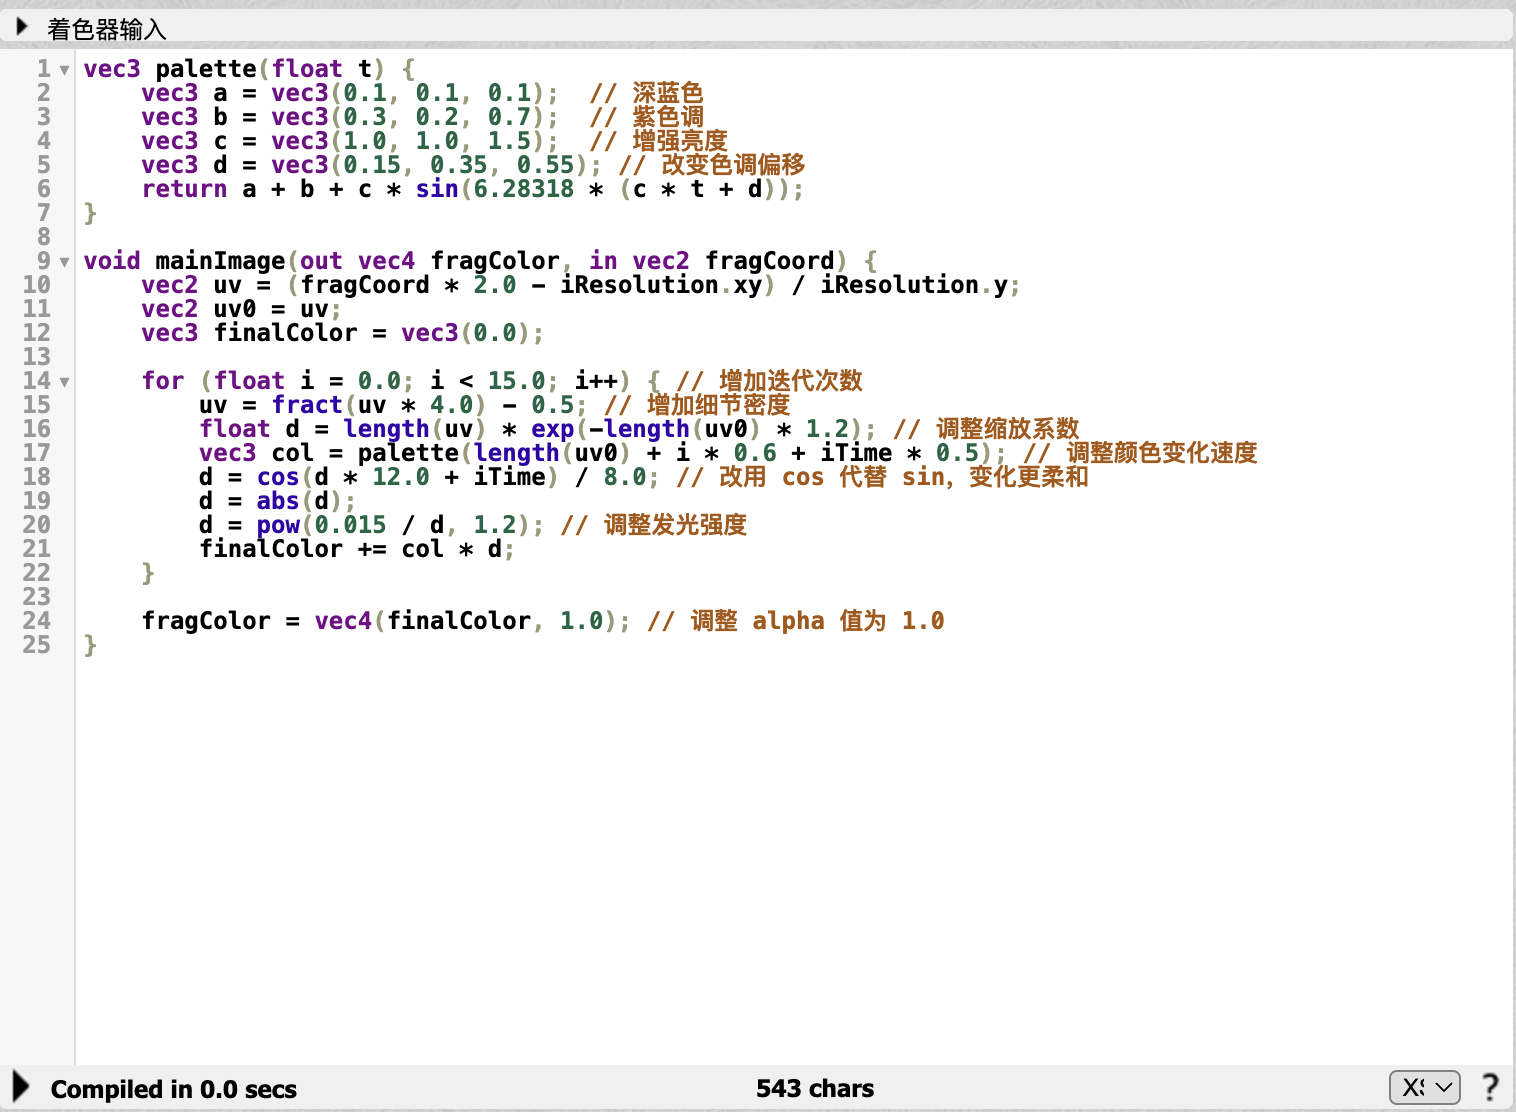 着色器输入
1 vec3 palette(float t) {
2     vec3 a = vec3(0.1, 0.1, 0.1);  // 深蓝色
3     vec3 b = vec3(0.3, 0.2, 0.7);  // 紫色调
4     vec3 c = vec3(1.0, 1.0, 1.5);  // 增强亮度
5     vec3 d = vec3(0.15, 0.35, 0.55); // 改变色调偏移
6     return a + b + c * sin(6.28318 * (c * t + d));
7 }
8
9 void mainImage(out vec4 fragColor, in vec2 fragCoord) {
10     vec2 uv = (fragCoord * 2.0 - iResolution.xy) / iResolution.y;
11     vec2 uv0 = uv;
12     vec3 finalColor = vec3(0.0);
13
14     for (float i = 0.0; i < 15.0; i++) { // 增加迭代次数
15         uv = fract(uv * 4.0) - 0.5; // 增加细节密度
16         float d = length(uv) * exp(-length(uv0) * 1.2); // 调整缩放系数
17         vec3 col = palette(length(uv0) + i * 0.6 + iTime * 0.5); // 调整颜色变化速度
18         d = cos(d * 12.0 + iTime) / 8.0; // 改用 cos 代替 sin，变化更柔和
19         d = abs(d);
20         d = pow(0.015 / d, 1.2); // 调整发光强度
21         finalColor += col * d;
22     }
23
24     fragColor = vec4(finalColor, 1.0); // 调整 alpha 值为 1.0
25 }
Compiled in 0.0 secs 543 chars ?